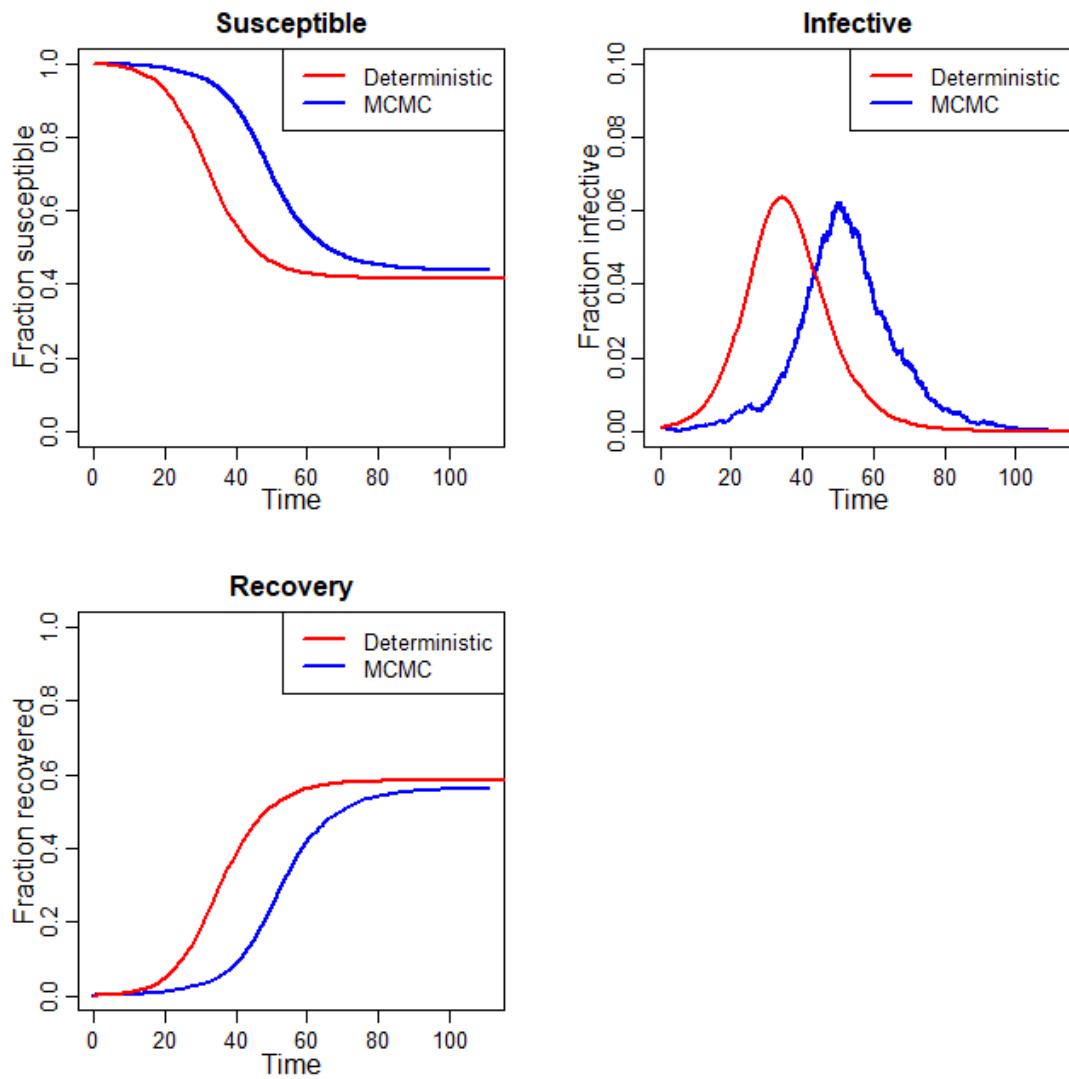 Susceptible
Fraction susceptible
1.0
0.8
0.6
0.4
0.2
0.0
Deterministic
MCMC
0 20 40 60 80 100
Time
Infective
Fraction infective
0.10
0.08
0.06
0.04
0.02
0.00
Deterministic
MCMC
0 20 40 60 80 100
Time
Recovery
Fraction recovered
1.0
0.8
0.6
0.4
0.2
0.0
Deterministic
MCMC
0 20 40 60 80 100
Time